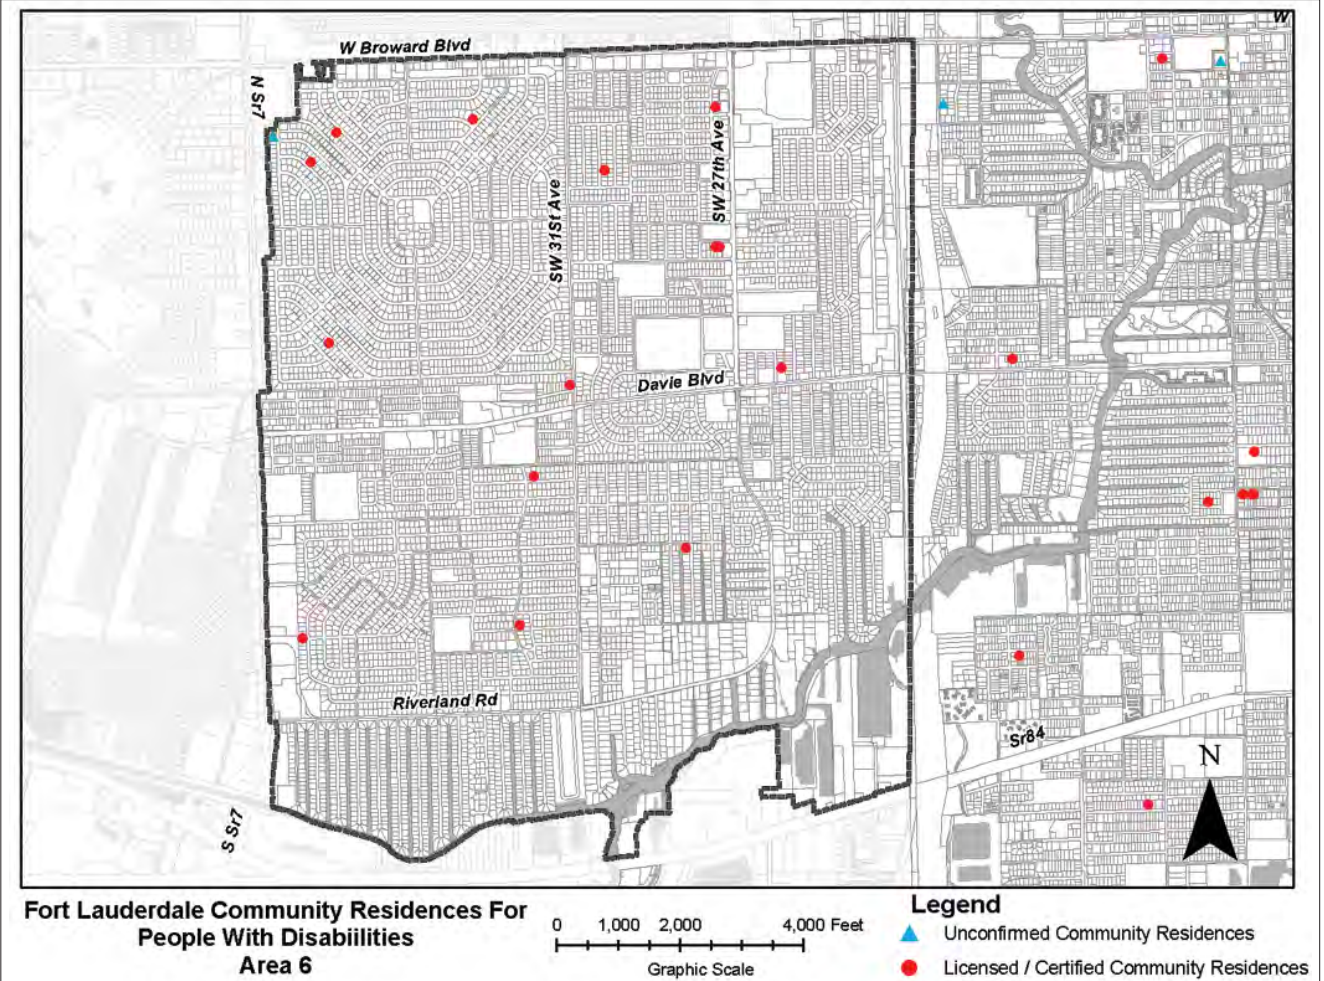 W
W Broward Blvd
N Sr7
SW 27th Ave
SW 31St Ave
Davie Blvd
Riverland Rd
Sr84
N
S Sr7
Fort Lauderdale Community Residences For
People With Disabiilities
Area 6
0 1,000 2,000 4,000 Feet
Graphic Scale
Legend
Unconfirmed Community Residences
Licensed / Certified Community Residences